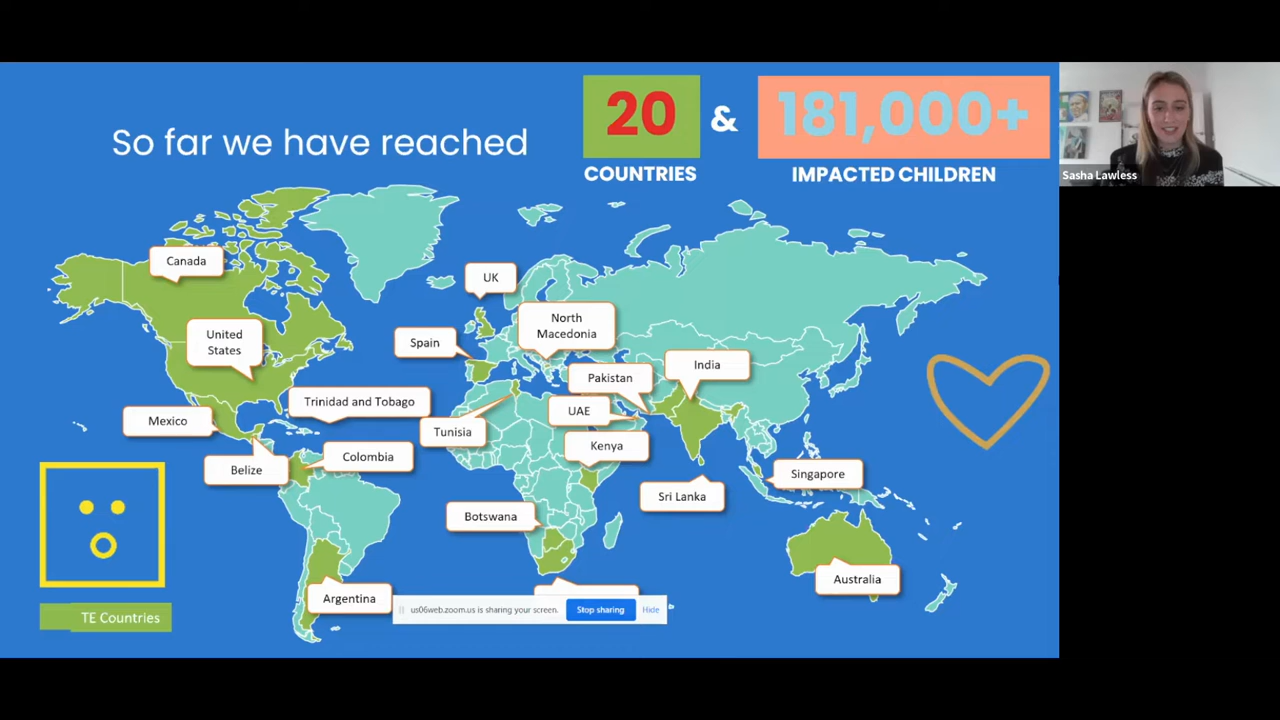 So far we have reached
20
&
181,000+
COUNTRIES
IMPACTED CHILDREN
Sasha Lawless
Canada
UK
United
States
North
Macedonia
Spain
India
Pakistan
Trinidad and Tobago
UAE
Mexico
Tunisia
Kenya
Belize
Colombia
Singapore
Sri Lanka
Botswana
Australia
Argentina
us06web.zoom.us is sharing your screen.
Stop sharing
Hide
TE Countries